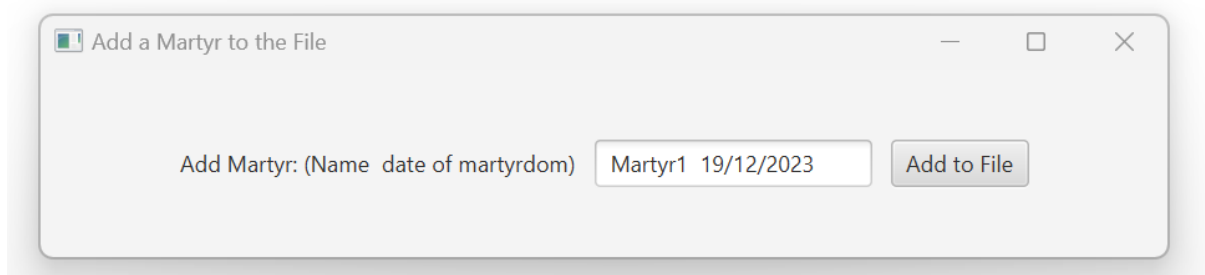 Add a Martyr to the File
Add Martyr: (Name  date of martyrdom) Martyr1  19/12/2023 Add to File